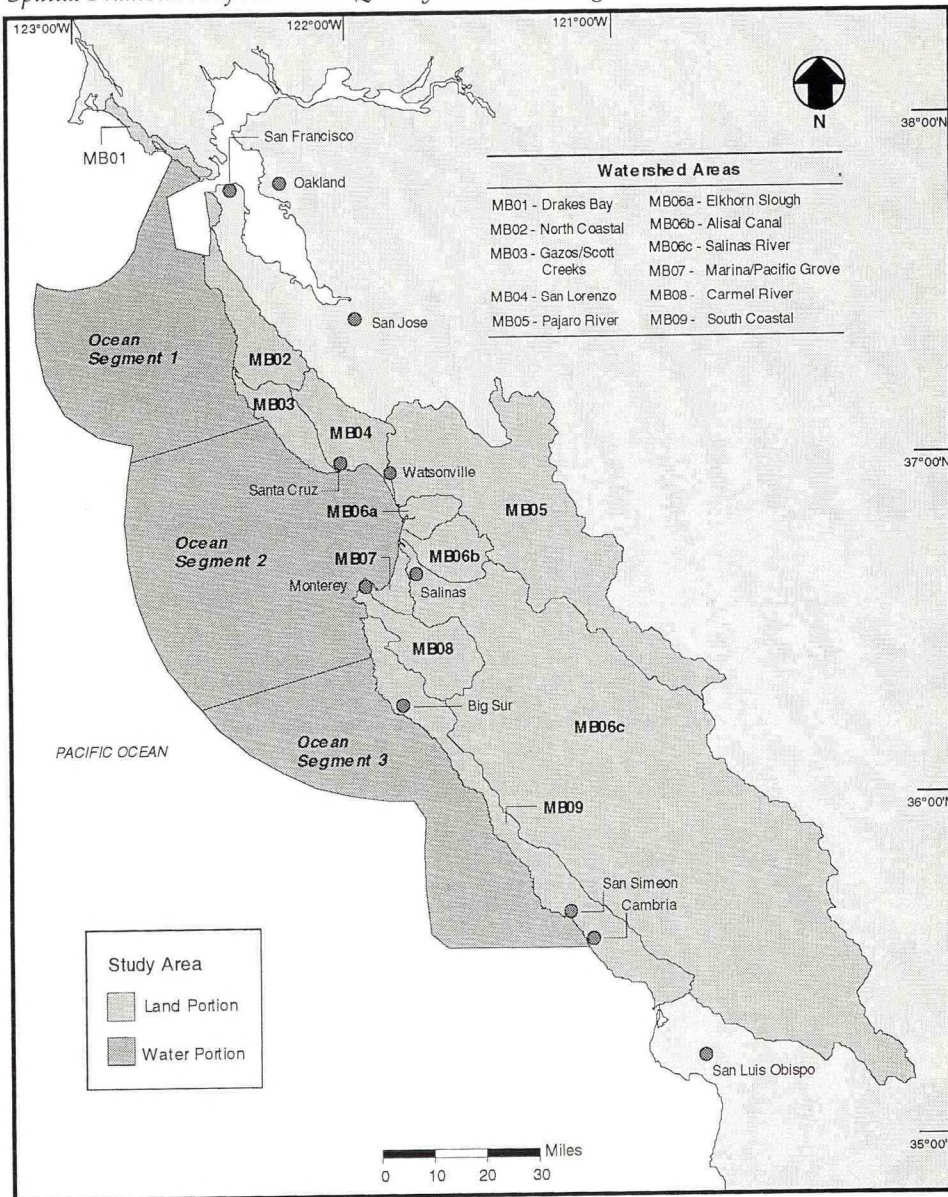 123°00'W
122°00'W
121°00'W
N
38°00'N
San Francisco
MB01
Oakland
Watershed Areas
MB01 - Drakes Bay
MB02 - North Coastal
MB03 - Gazos/Scott
Creeks
MB04 - San Lorenzo
MB05 - Pajaro River
MB06a - Elkhorn Slough
MB06b - Alisal Canal
MB06c - Salinas River
MB07 - Marina/Pacific Grove
MB08 - Carmel River
MB09 - South Coastal
San Jose
Ocean
Segment 1
MB02
MB03
MB04
37°00'N
Watsonville
Santa Cruz
MB06a
MB05
Ocean
Segment 2
MB07
MB06b
Monterey
Salinas
MB08
Big Sur
MB06c
PACIFIC OCEAN
Ocean
Segment 3
36°00'N
MB09
San Simeon
Cambria
Study Area
Land Portion
Water Portion
San Luis Obispo
35°00'
Miles
0 10 20 30